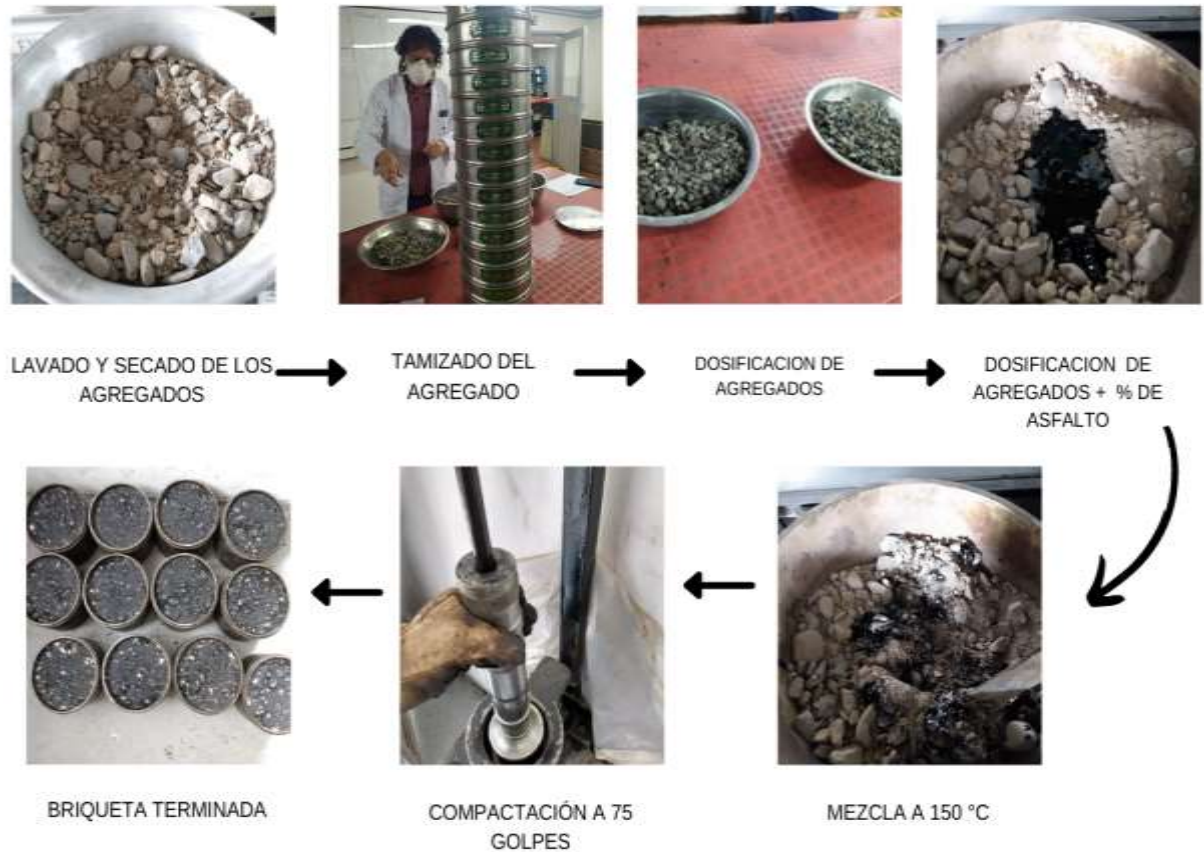 LAVADO Y SECADO DE LOS
AGREGADOS
TAMIZADO DEL
AGREGADO
DOSIFICACION DE
AGREGADOS
DOSIFICACION DE
AGREGADOS + % DE
ASFALTO
MEZCLA A 150 °C
COMPACTACIÓN A 75
GOLPES
BRIQUETA TERMINADA